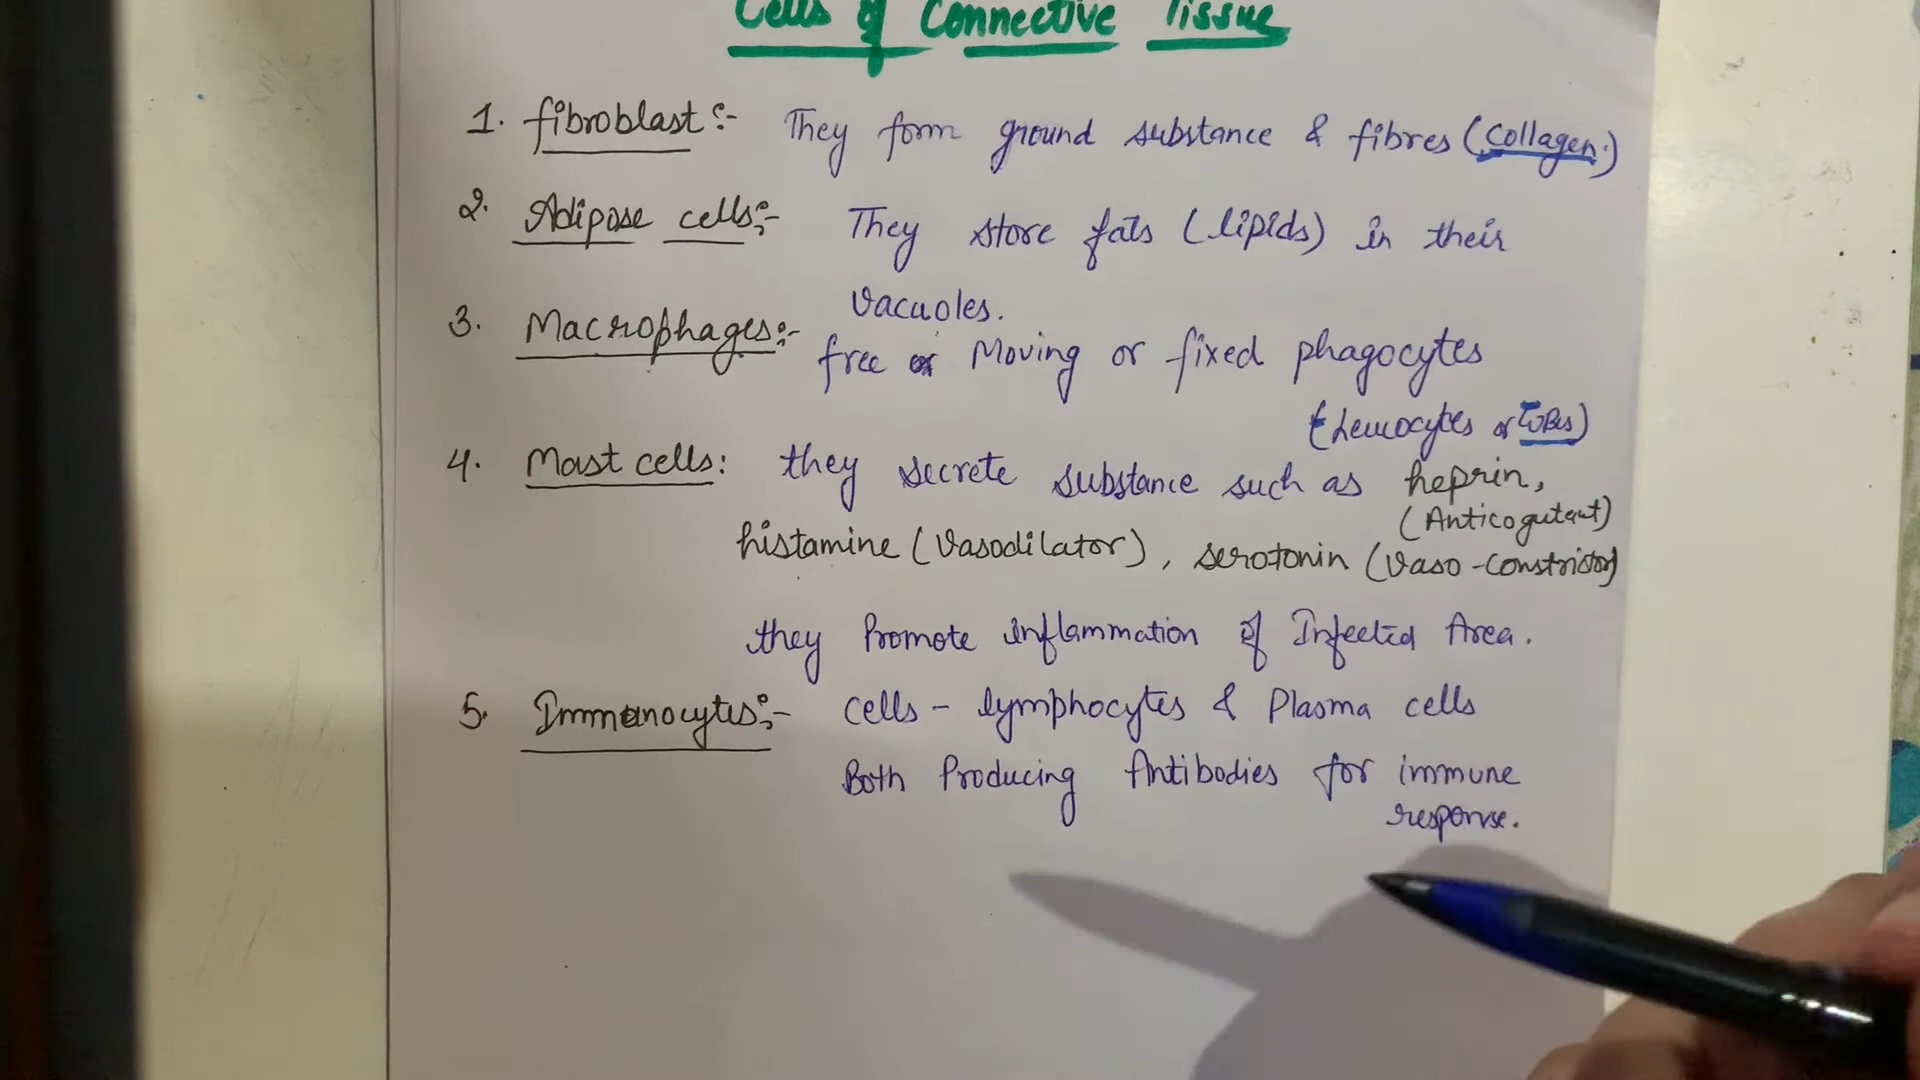 Cells of Connective Tissue
1. fibroblast :- They form ground substance & fibres (Collagen.)
2. Adipose cells:- They store fats (lipids) in their
vacuoles.
3. Macrophages:- free or Moving or fixed phagocytes
(Leucocytes or WBCs)
4. Mast cells: they secrete substance such as heprin,
(Anticogutant)
histamine (Vasodilator), serotonin (Vaso-constrictor)
they Promote inflammation of Infected Area.
5. Immunocytes:- cells - lymphocytes & Plasma cells
Both Producing Antibodies for immune
response.